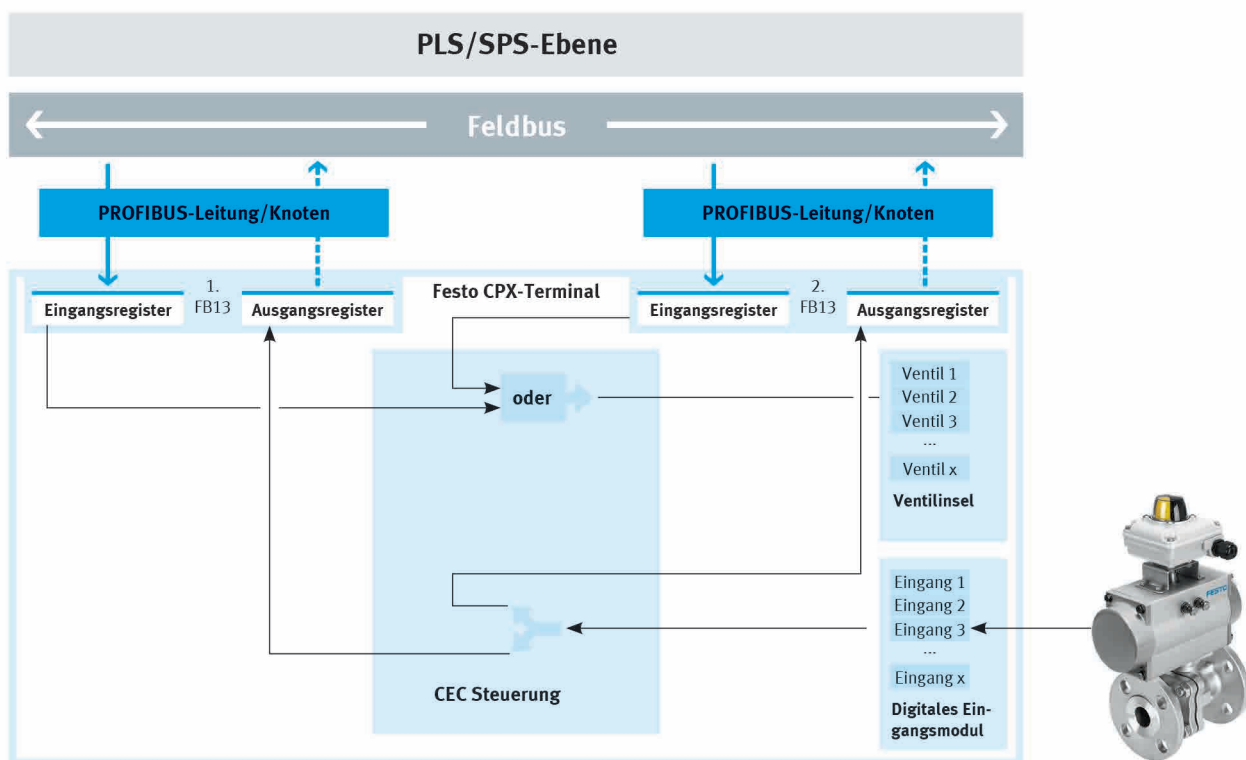 PLS/SPS-Ebene
Feldbus
PROFIBUS-Leitung/Knoten
PROFIBUS-Leitung/Knoten
Eingangsregister
1.
FB13
Ausgangsregister
Festo CPX-Terminal
Eingangsregister
2.
FB13
Ausgangsregister
oder
Ventil 1
Ventil 2
Ventil 3
...
Ventil x
Ventilinsel
Eingang 1
Eingang 2
Eingang 3
...
Eingang x
Digitales Ein-
gangsmodul
CEC Steuerung
FESTO